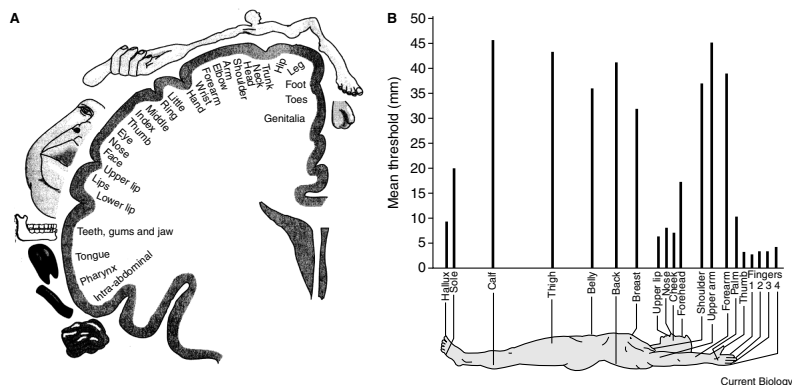 A
Genitalia
Toes
Foot
Leg
Hip
Trunk
Neck
Head
Shoulder
Arm
Elbow
Forearm
Wrist
Hand
Little
Ring
Middle
Index
Thumb
Eye
Nose
Face
Upper lip
Lips
Lower lip
Teeth, gums and jaw
Tongue
Pharynx
Intra-abdominal
B
Mean threshold (mm)
50
45
40
35
30
25
20
15
10
5
0
Hallux
Sole
Calf
Thigh
Belly
Back
Breast
Upper lip
Nose
Cheek
Forehead
Shoulder
Upper arm
Forearm
Palm
Thumb
Fingers
1 2 3 4
Current Biology